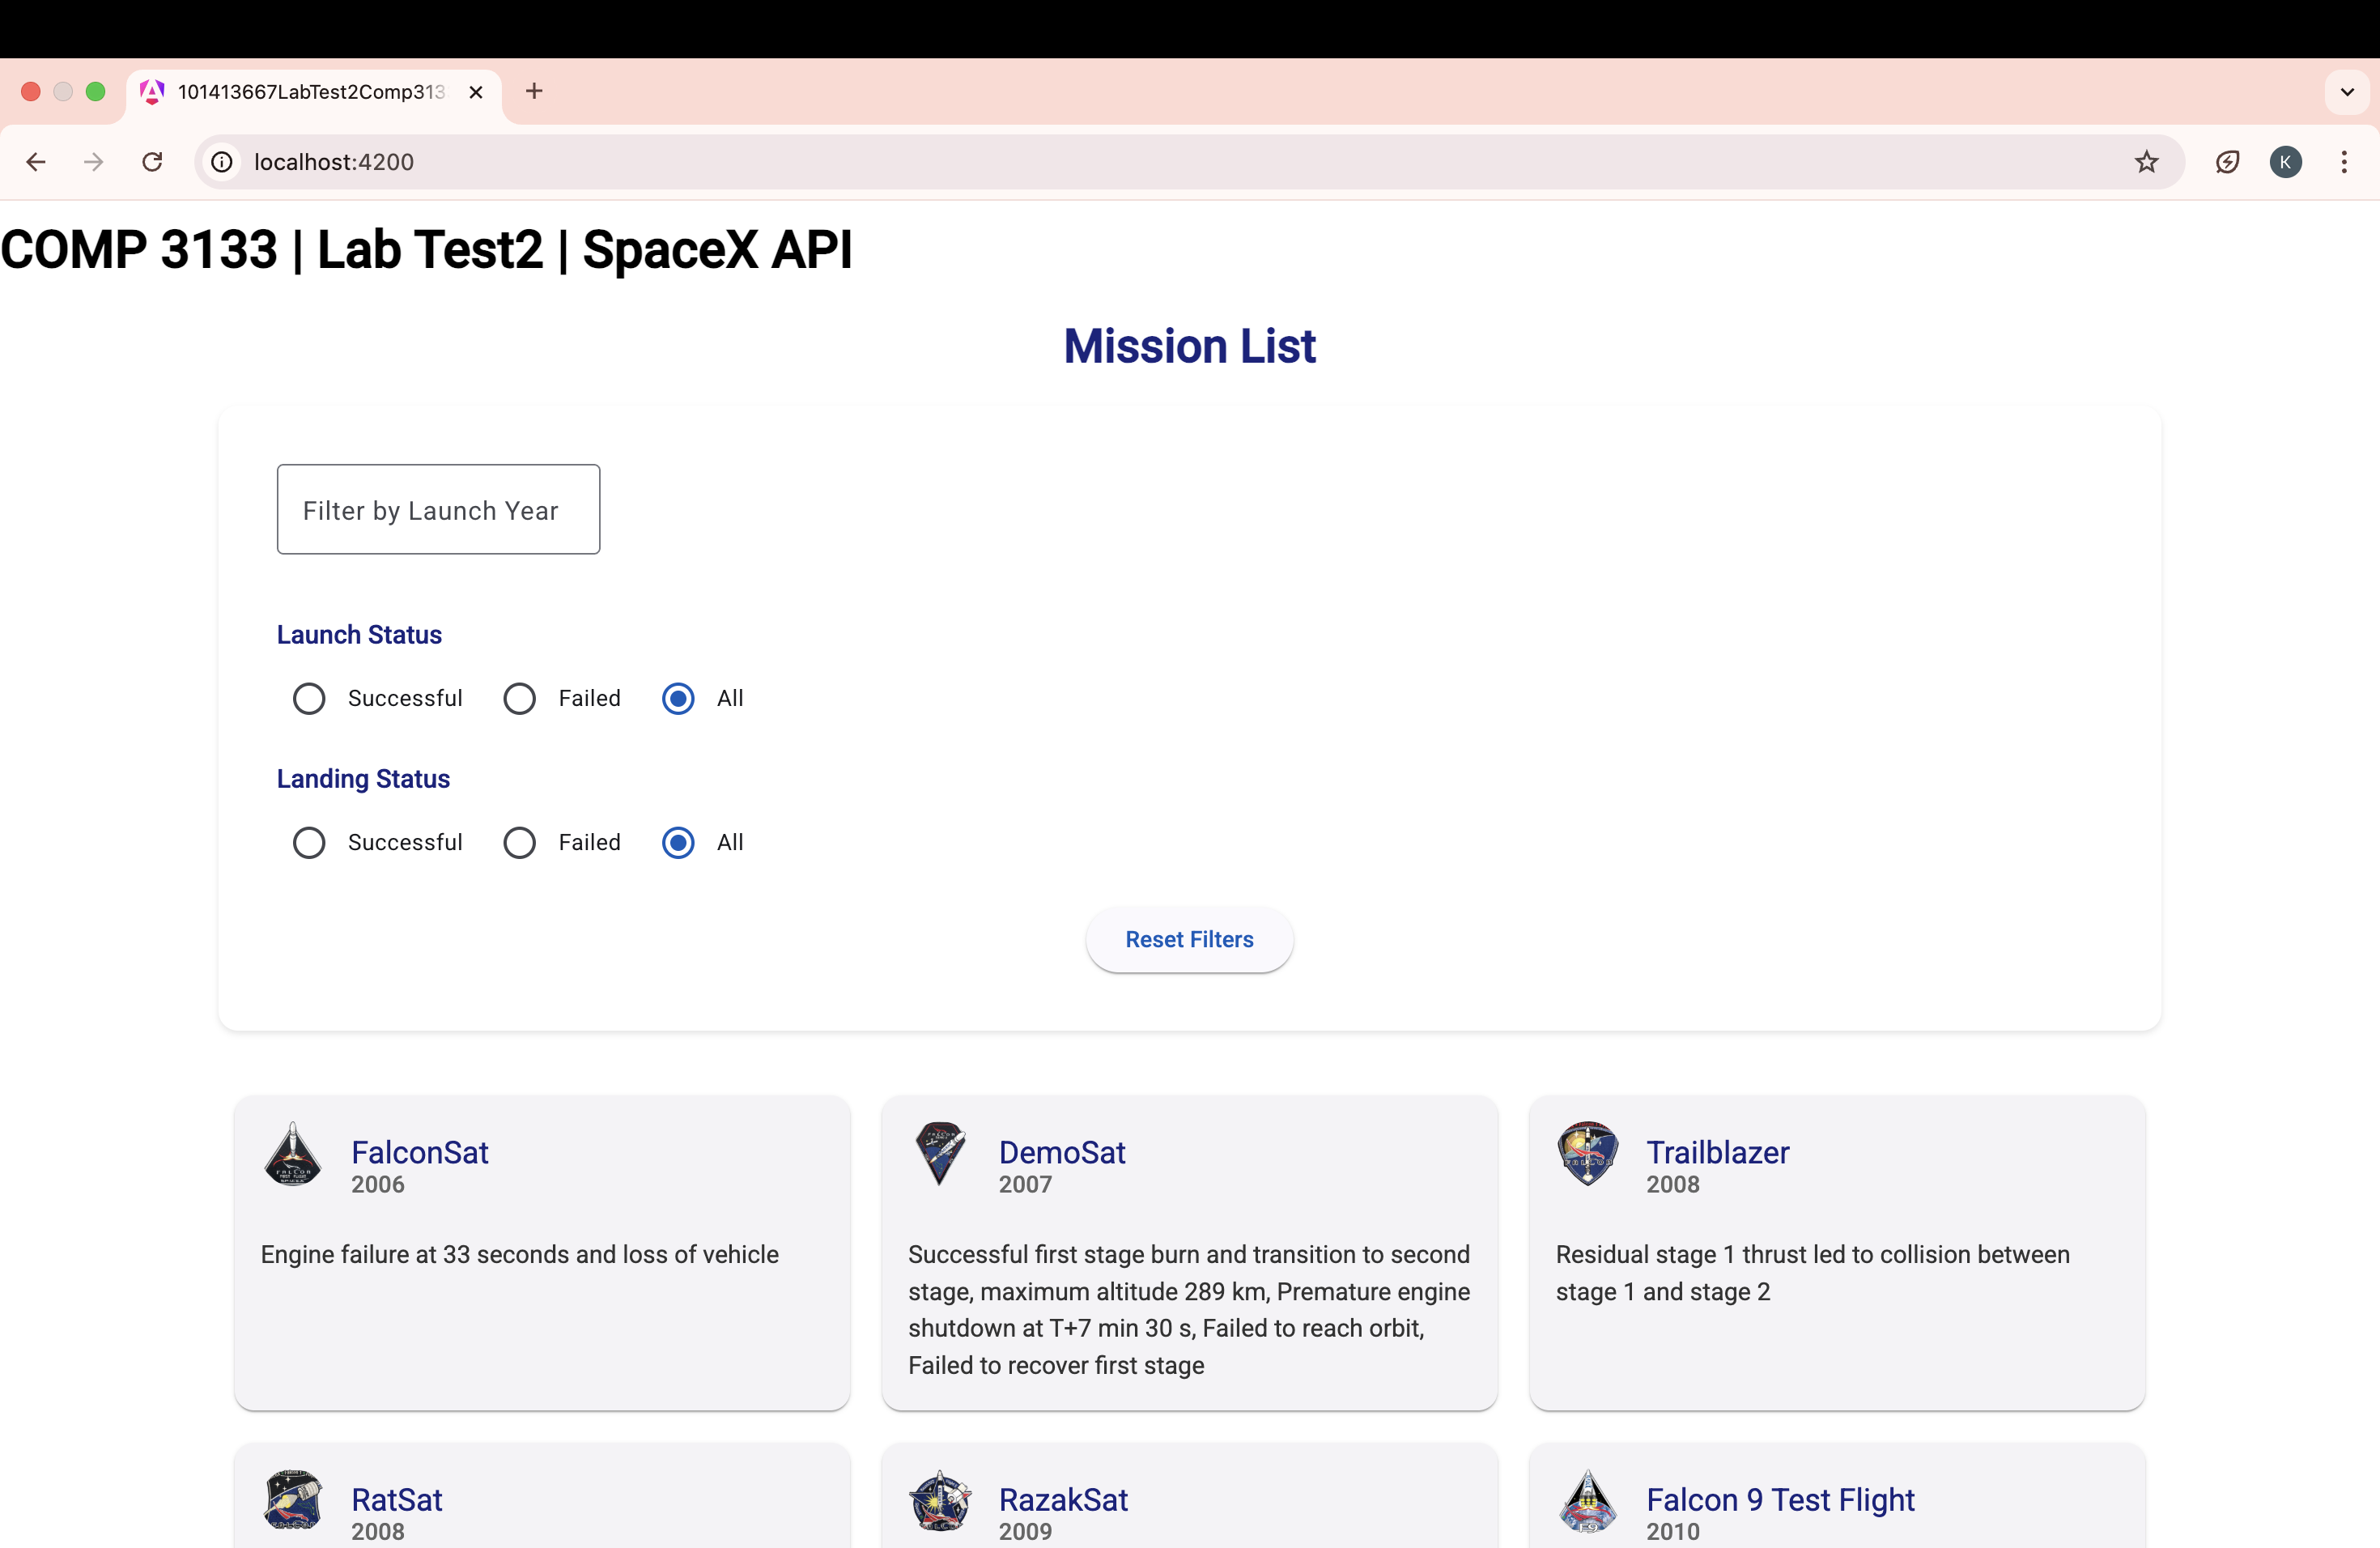 101413667LabTest2Comp313
localhost:4200
K
COMP 3133 | Lab Test2 | SpaceX API
Mission List
Filter by Launch Year
Launch Status
Successful Failed All
Landing Status
Successful Failed All
Reset Filters
FalconSat
2006
Engine failure at 33 seconds and loss of vehicle
DemoSat
2007
Successful first stage burn and transition to second
stage, maximum altitude 289 km, Premature engine
shutdown at T+7 min 30 s, Failed to reach orbit,
Failed to recover first stage
Trailblazer
2008
Residual stage 1 thrust led to collision between
stage 1 and stage 2
RatSat
2008
RazakSat
2009
Falcon 9 Test Flight
2010